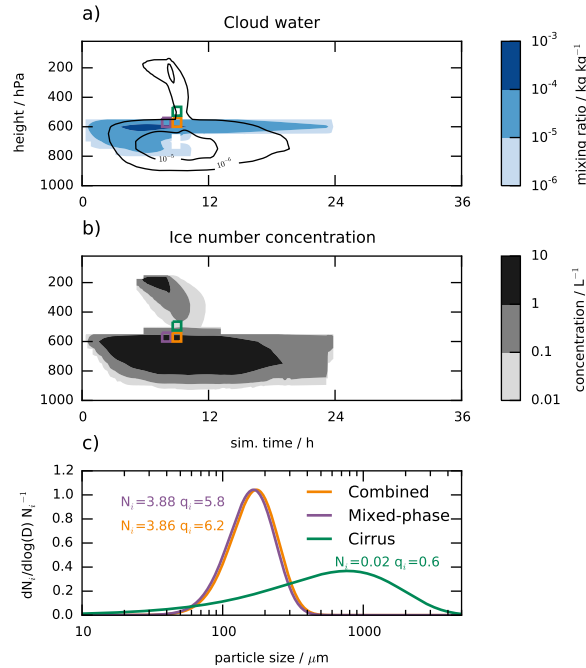 a)
Cloud water
height / hPa
200
400
600
800
1000
0
12
24
36
10⁻⁵
10⁻⁶
10⁻³
10⁻⁴
10⁻⁵
10⁻⁶
mixing ratio / kg kg⁻¹
b)
Ice number concentration
200
400
600
800
1000
0
12
24
36
sim. time / h
10
1
0.1
0.01
concentration / L⁻¹
c)
dNᵢ/dlog(D) Nᵢ⁻¹
1.2
1.0
0.8
0.6
0.4
0.2
0.0
Nᵢ=3.88 qᵢ=5.8
Nᵢ=3.86 qᵢ=6.2
Combined
Mixed-phase
Cirrus
Nᵢ=0.02 qᵢ=0.6
10
100
1000
particle size / μm